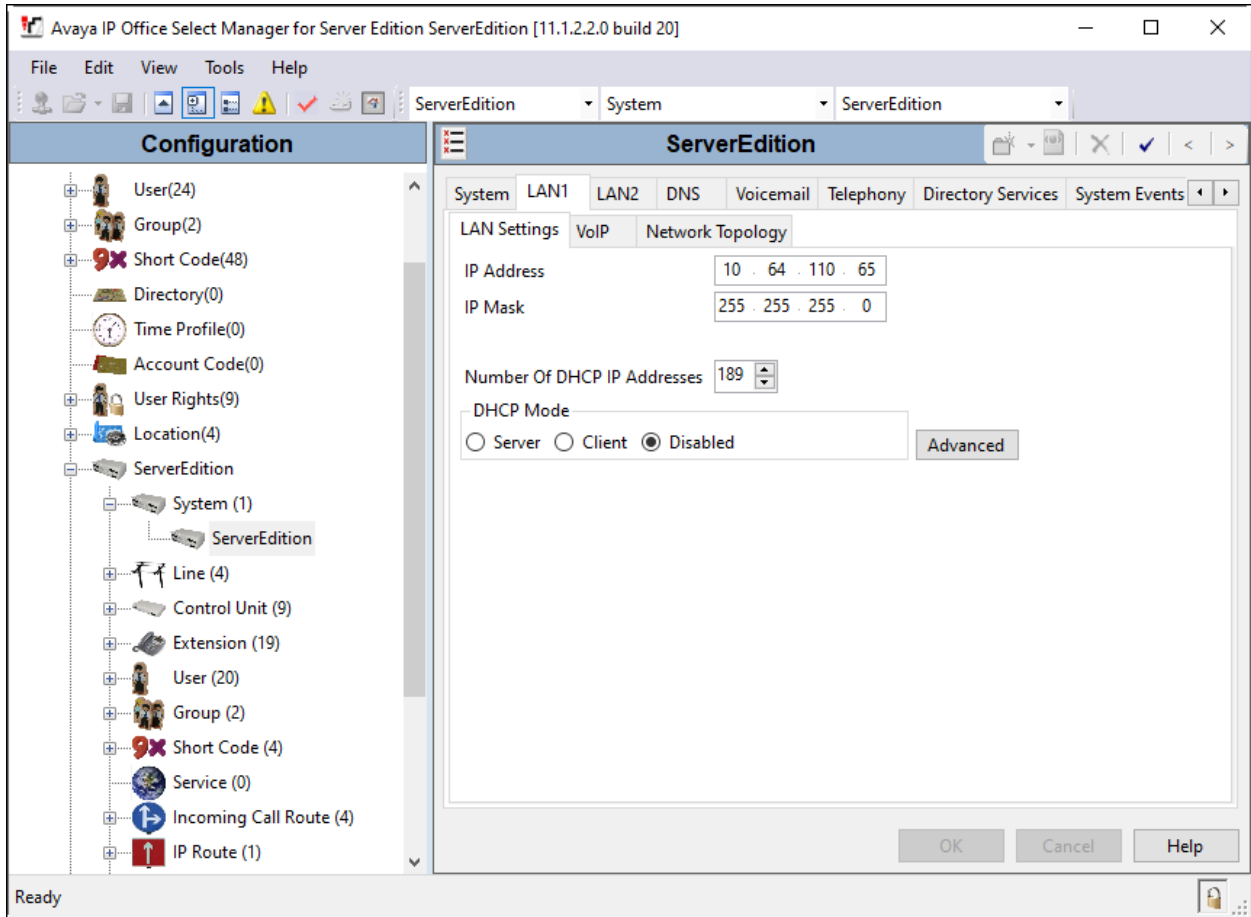 Avaya IP Office Select Manager for Server Edition ServerEdition [11.1.2.2.0 build 20]
File Edit View Tools Help
ServerEdition System ServerEdition
Configuration
User(24)
Group(2)
Short Code(48)
Directory(0)
Time Profile(0)
Account Code(0)
User Rights(9)
Location(4)
ServerEdition
System (1)
ServerEdition
Line (4)
Control Unit (9)
Extension (19)
User (20)
Group (2)
Short Code (4)
Service (0)
Incoming Call Route (4)
IP Route (1)
ServerEdition
System LAN1 LAN2 DNS Voicemail Telephony Directory Services System Events
LAN Settings VoIP Network Topology
IP Address 10 . 64 . 110 . 65
IP Mask 255 . 255 . 255 . 0
Number Of DHCP IP Addresses 189
DHCP Mode
Server Client Disabled Advanced
OK Cancel Help
Ready